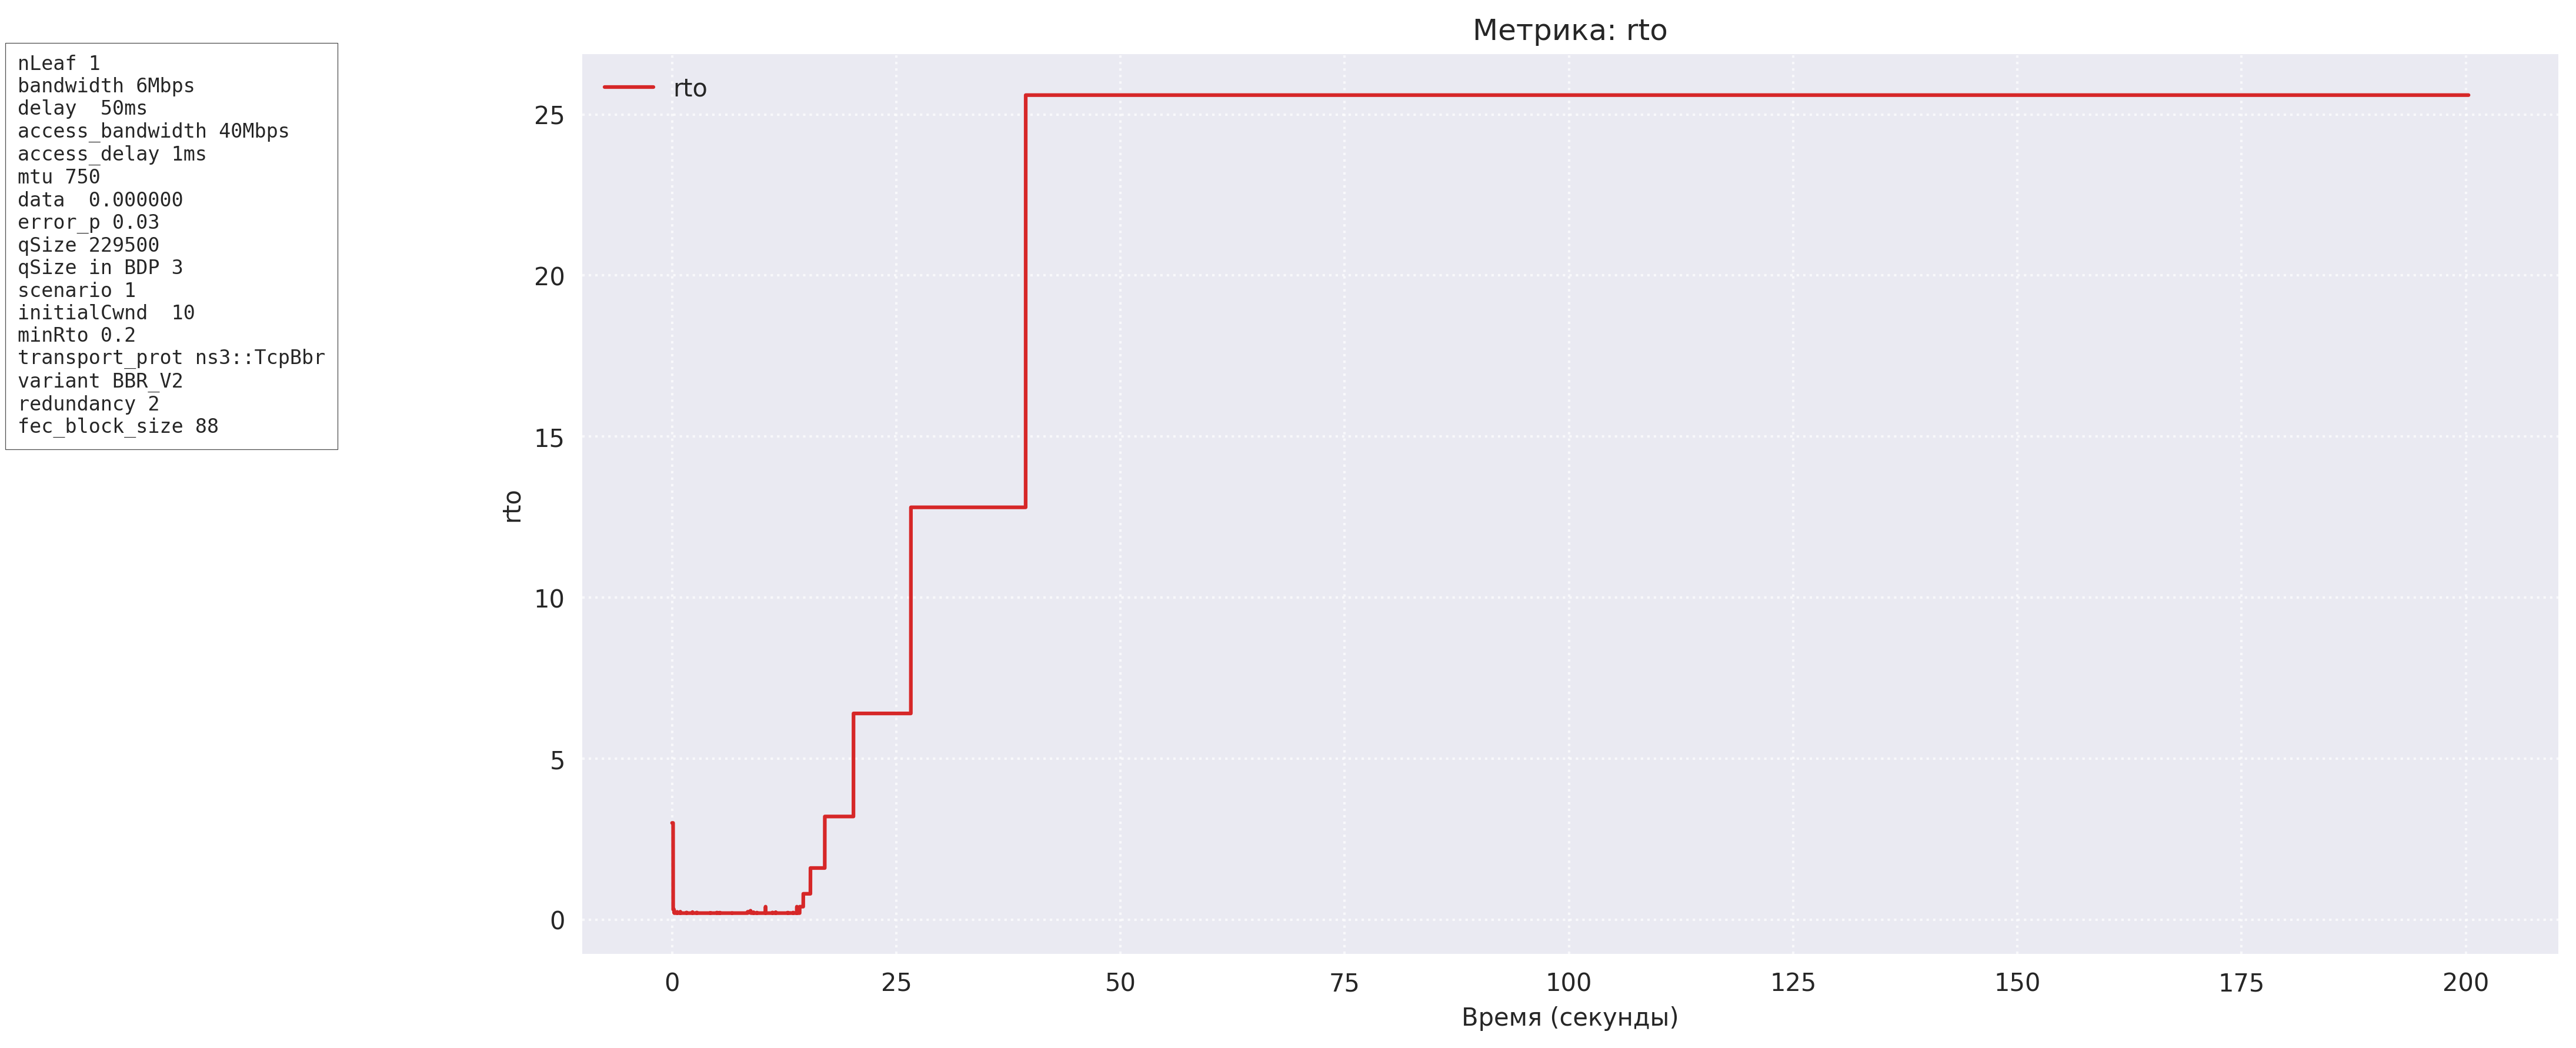 Метрика: rto
nLeaf 1
bandwidth 6Mbps
delay  50ms
access_bandwidth 40Mbps
access_delay 1ms
mtu 750
data  0.000000
error_p 0.03
qSize 229500
qSize in BDP 3
scenario 1
initialCwnd  10
minRto 0.2
transport_prot ns3::TcpBbr
variant BBR_V2
redundancy 2
fec_block_size 88
rto
25
20
15
10
5
0
rto
0 25 50 75 100 125 150 175 200
Время (секунды)